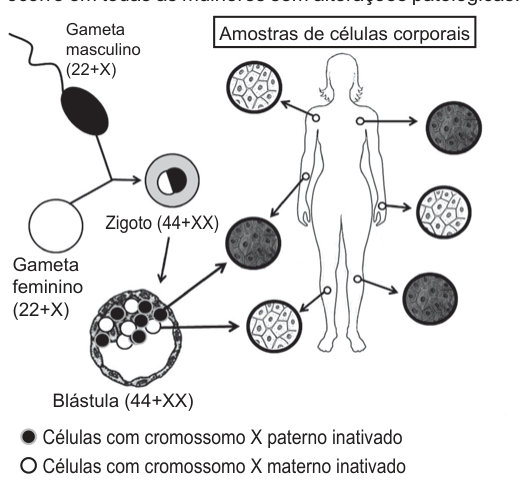 Gameta
masculino
(22+X)
Amostras de células corporais
Zigoto (44+XX)
Gameta
feminino
(22+X)
Blástula (44+XX)
Células com cromossomo X paterno inativado
Células com cromossomo X materno inativado